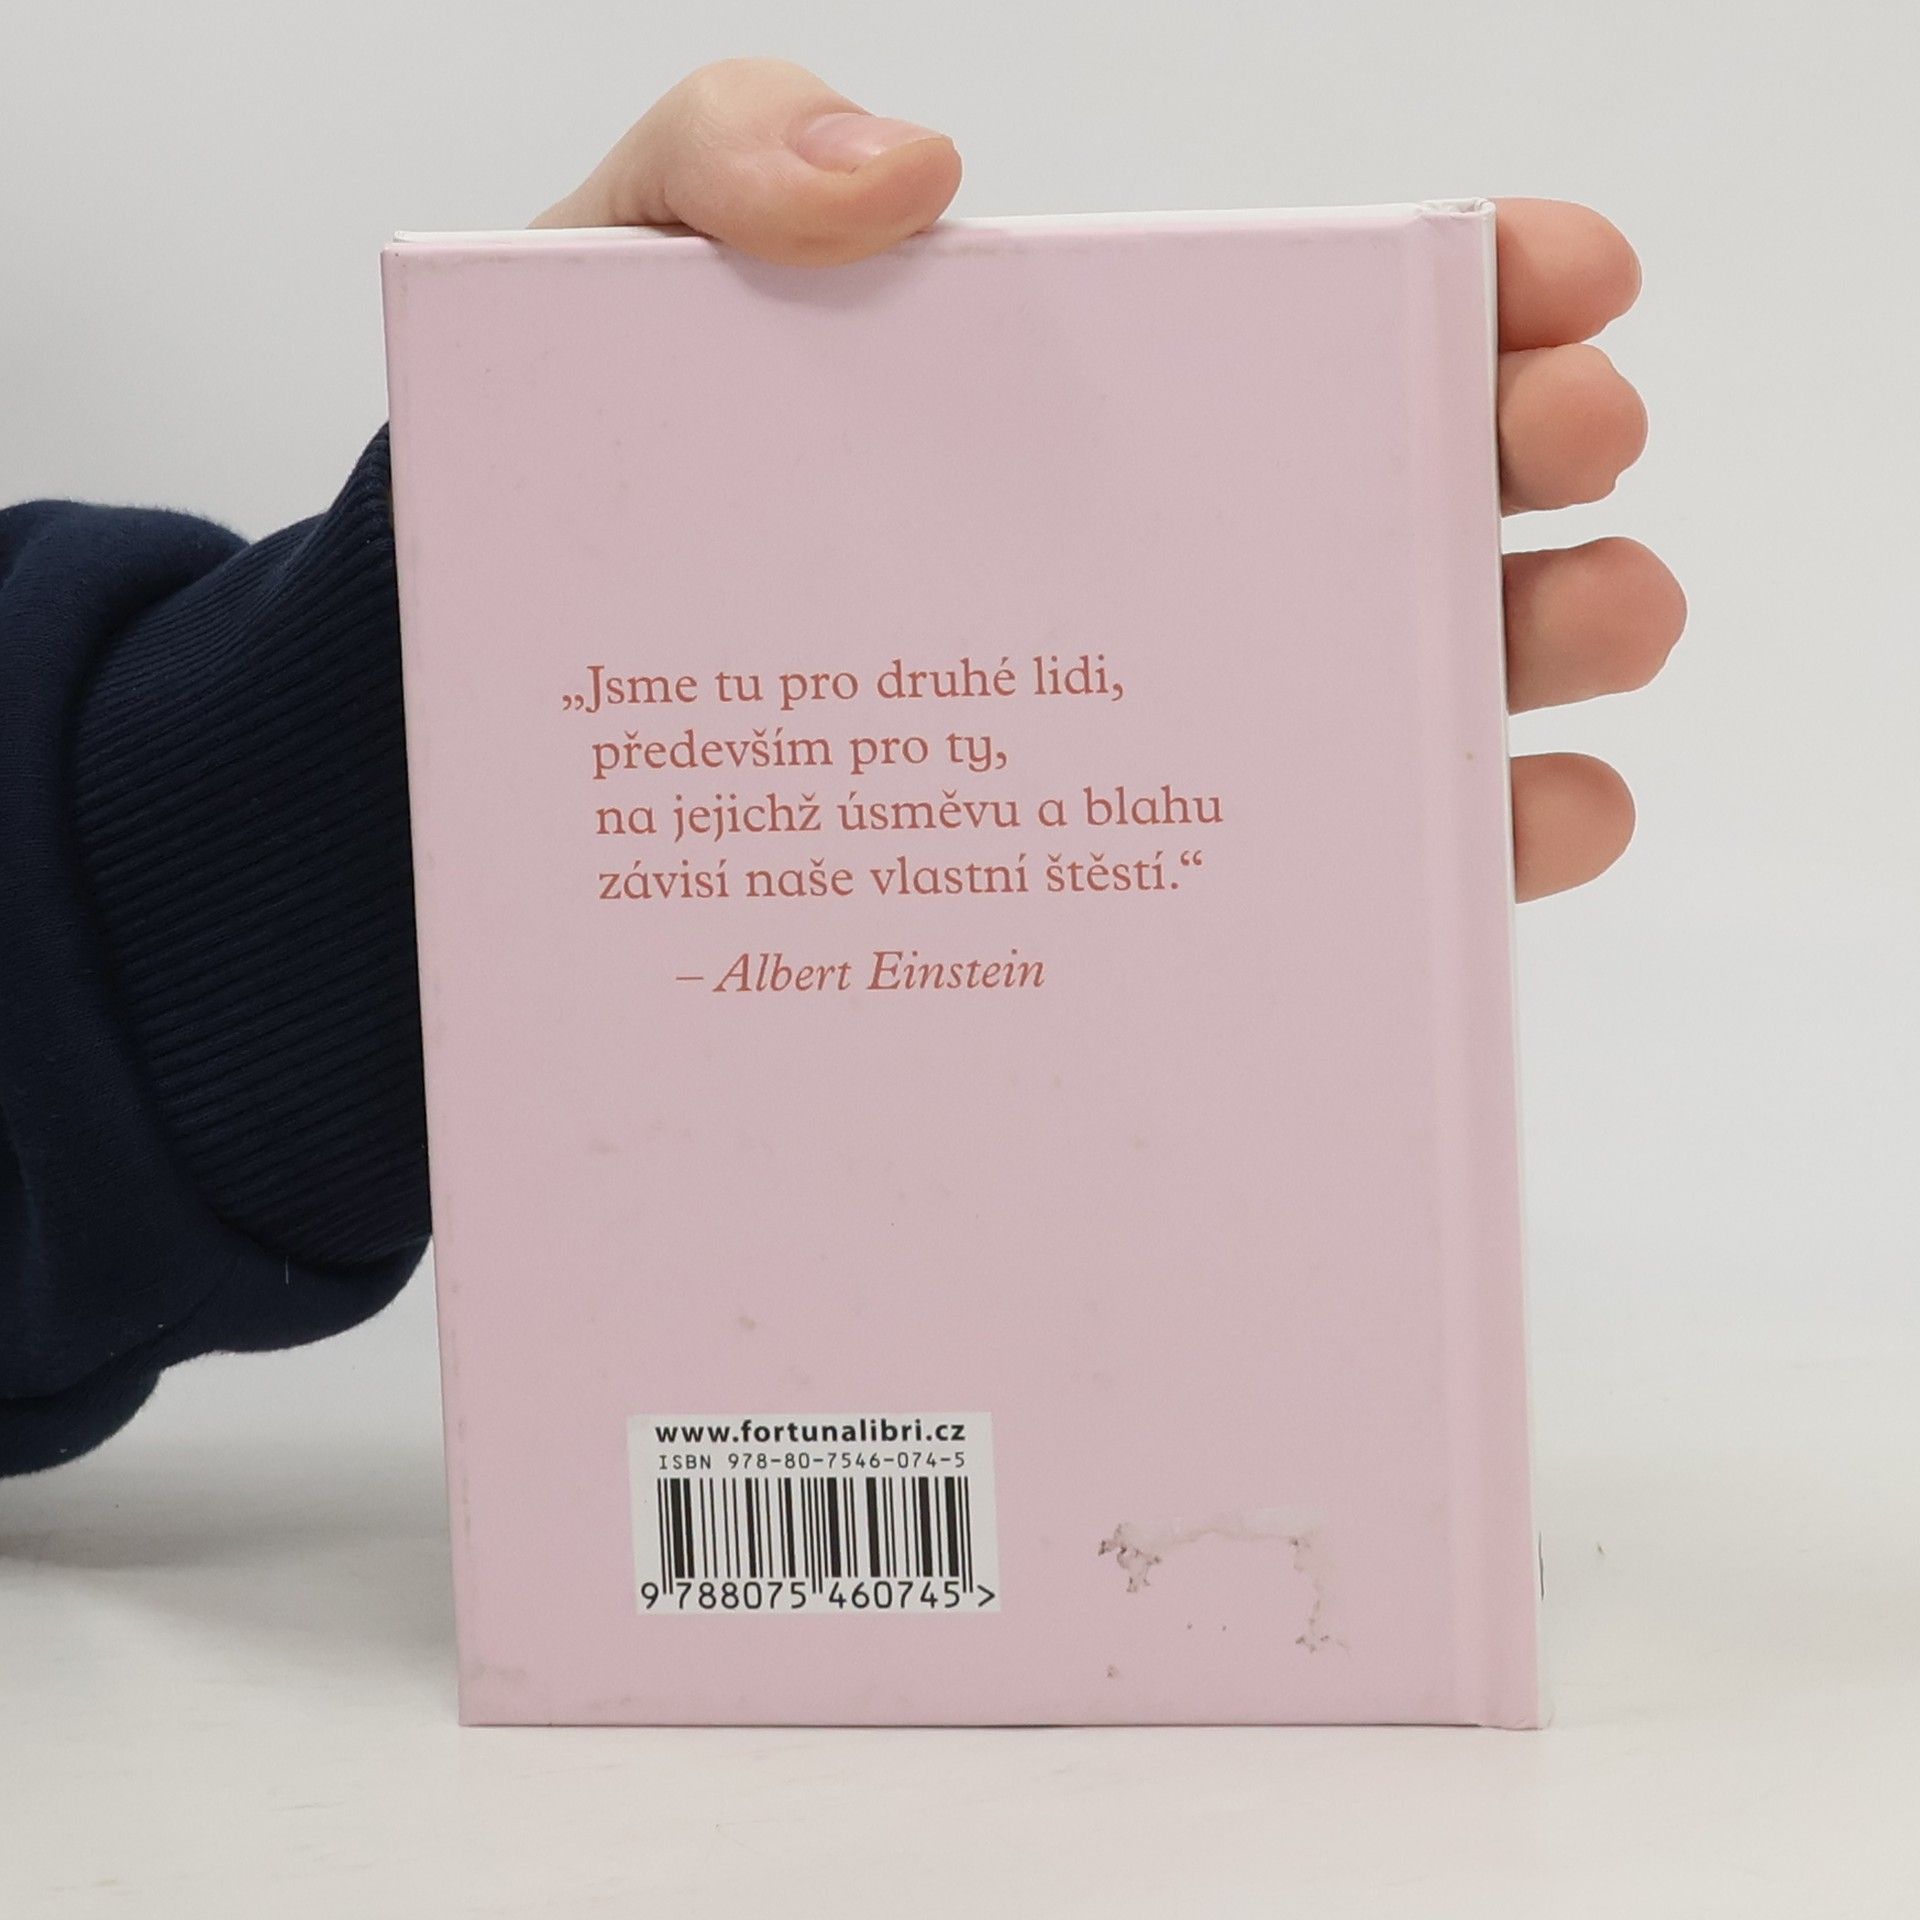 „Jsme tu pro druhé lidi,
především pro ty,
na jejichž úsměvu a blahu
závisí naše vlastní štěstí.“
– Albert Einstein
www.fortunalibri.cz
ISBN 978-80-7546-074-5
9 788075 460745 >